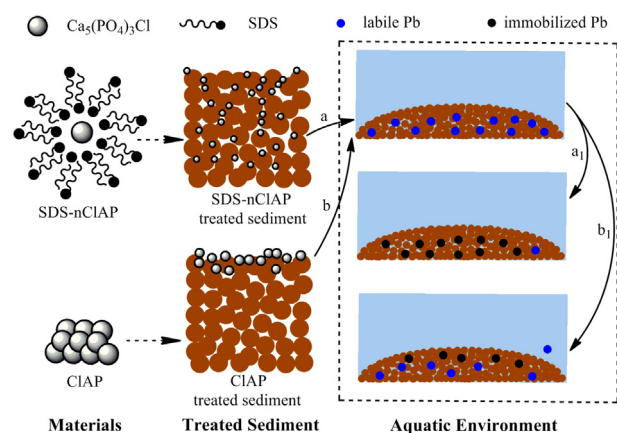 Ca₅(PO₄)₃Cl
SDS
labile Pb
immobilized Pb
SDS-nClAP
SDS-nClAP
treated sediment
a
b
a₁
b₁
ClAP
ClAP
treated sediment
Materials
Treated Sediment
Aquatic Environment